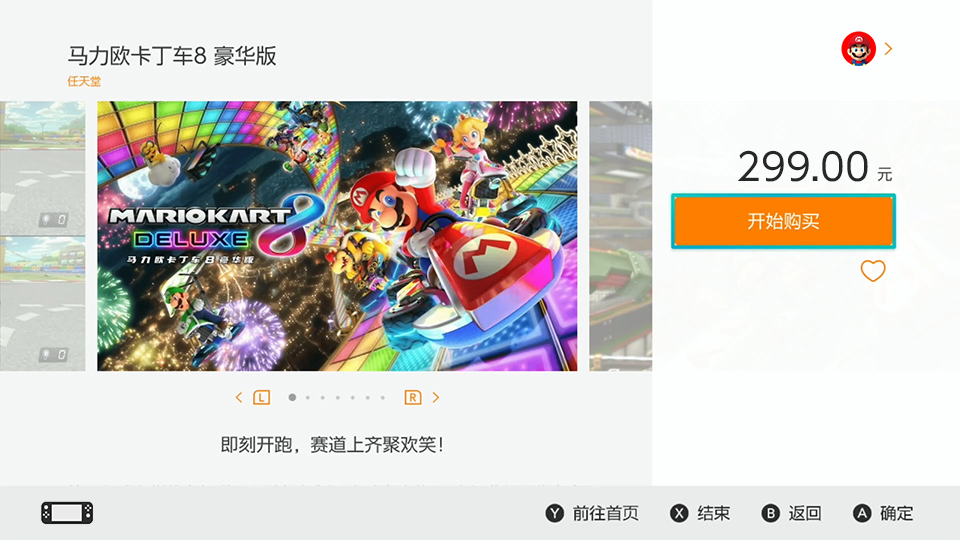 马力欧卡丁车8 豪华版
任天堂
299.00 元
开始购买
0
0
MARIOKART 8
DELUXE
马力欧卡丁车8豪华版
L
R
即刻开跑，赛道上齐聚欢笑！
Y 前往首页
X 结束
B 返回
A 确定